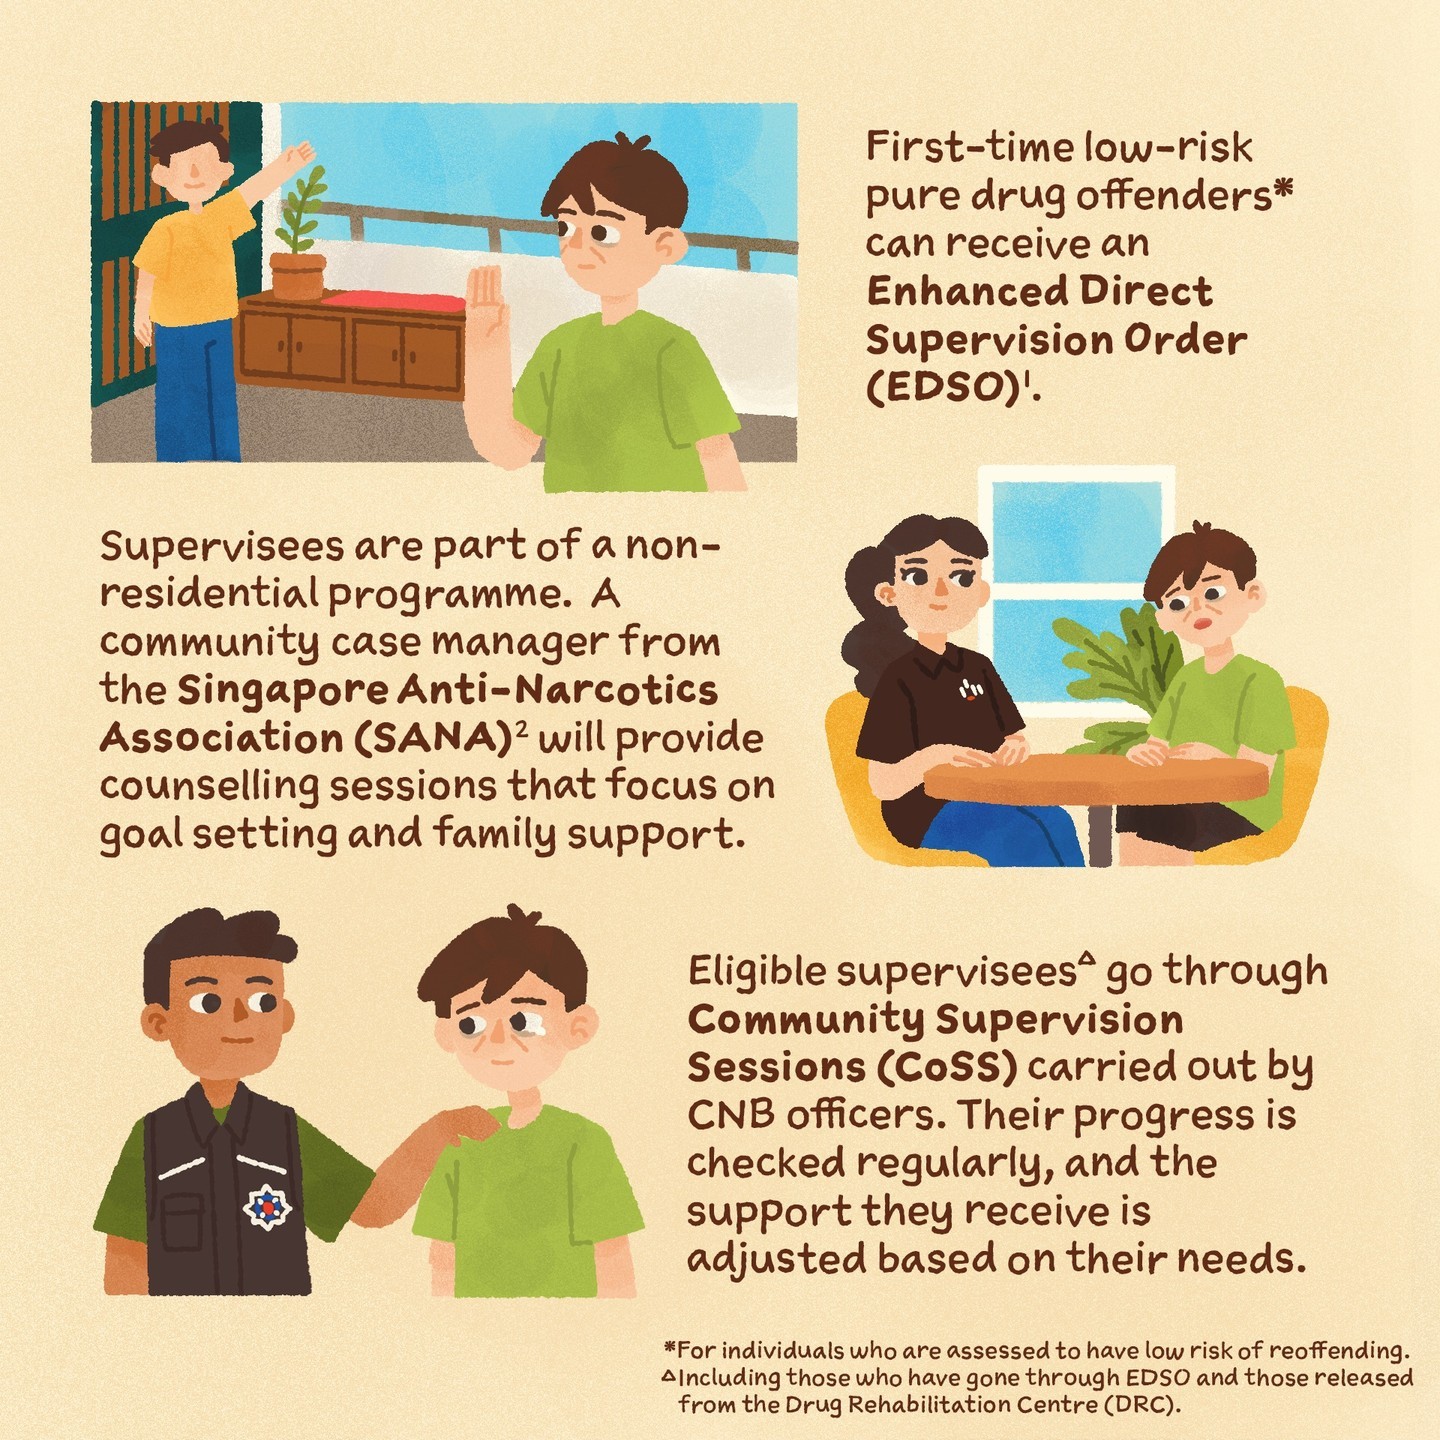 First-time low-risk
pure drug offenders*
can receive an
Enhanced Direct
Supervision Order
(EDSO)¹.
Supervisees are part of a non-
residential programme. A
community case manager from
the Singapore Anti-Narcotics
Association (SANA)² will provide
counselling sessions that focus on
goal setting and family support.
Eligible supervisees△ go through
Community Supervision
Sessions (CoSS) carried out by
CNB officers. Their progress is
checked regularly, and the
support they receive is
adjusted based on their needs.
*For individuals who are assessed to have low risk of reoffending.
△Including those who have gone through EDSO and those released
from the Drug Rehabilitation Centre (DRC).